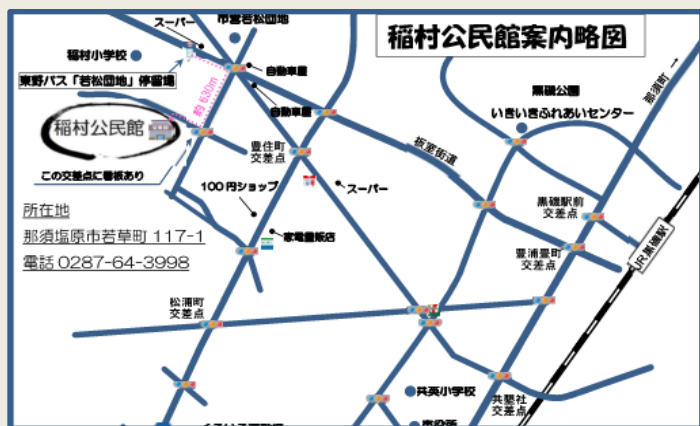 稲村公民館案内略図
スーパー
市営若松団地
稲村小学校
自動車屋
東野バス「若松団地」停留場
約630m
自動車屋
黒磯公園
いきいきふれあいセンター
那須町→
稲村公民館
豊住町
交差点
板室街道
この交差点に看板あり
100円ショップ
スーパー
黒磯駅前
交差点
所在地
那須塩原市若草町 117-1
電話 0287-64-3998
家電量販店
豊浦町
交差点
JR黒磯駅
松浦町
交差点
共英小学校
共墾社
交差点
市役所